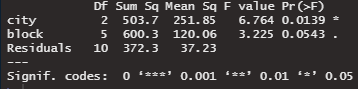 Df Sum Sq Mean Sq F value Pr(>F)
city         2  503.7  251.85   6.764 0.0139 *
block        5  600.3  120.06   3.225 0.0543 .
Residuals   10  372.3   37.23
---
Signif. codes:  0 ‘***’ 0.001 ‘**’ 0.01 ‘*’ 0.05